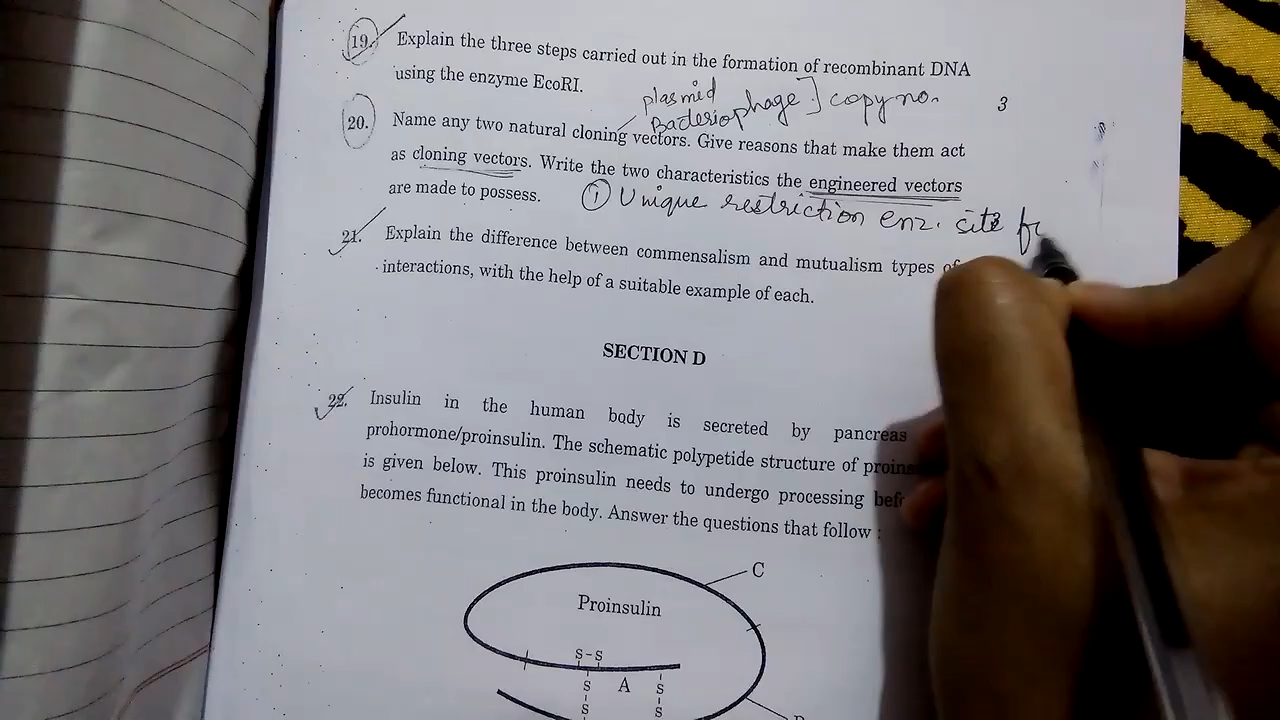 19. Explain the three steps carried out in the formation of recombinant DNA
using the enzyme EcoRI.
plasmid
Bacteriophage ] copy no.
3
20. Name any two natural cloning vectors. Give reasons that make them act
as cloning vectors. Write the two characteristics the engineered vectors
are made to possess. ① Unique restriction enz. site
21. Explain the difference between commensalism and mutualism types of
interactions, with the help of a suitable example of each.
SECTION D
22. Insulin in the human body is secreted by pancreas
prohormone/proinsulin. The schematic polypetide structure of
is given below. This proinsulin needs to undergo processing
becomes functional in the body. Answer the questions that follow :
C
Proinsulin
S-S
S A S
S S